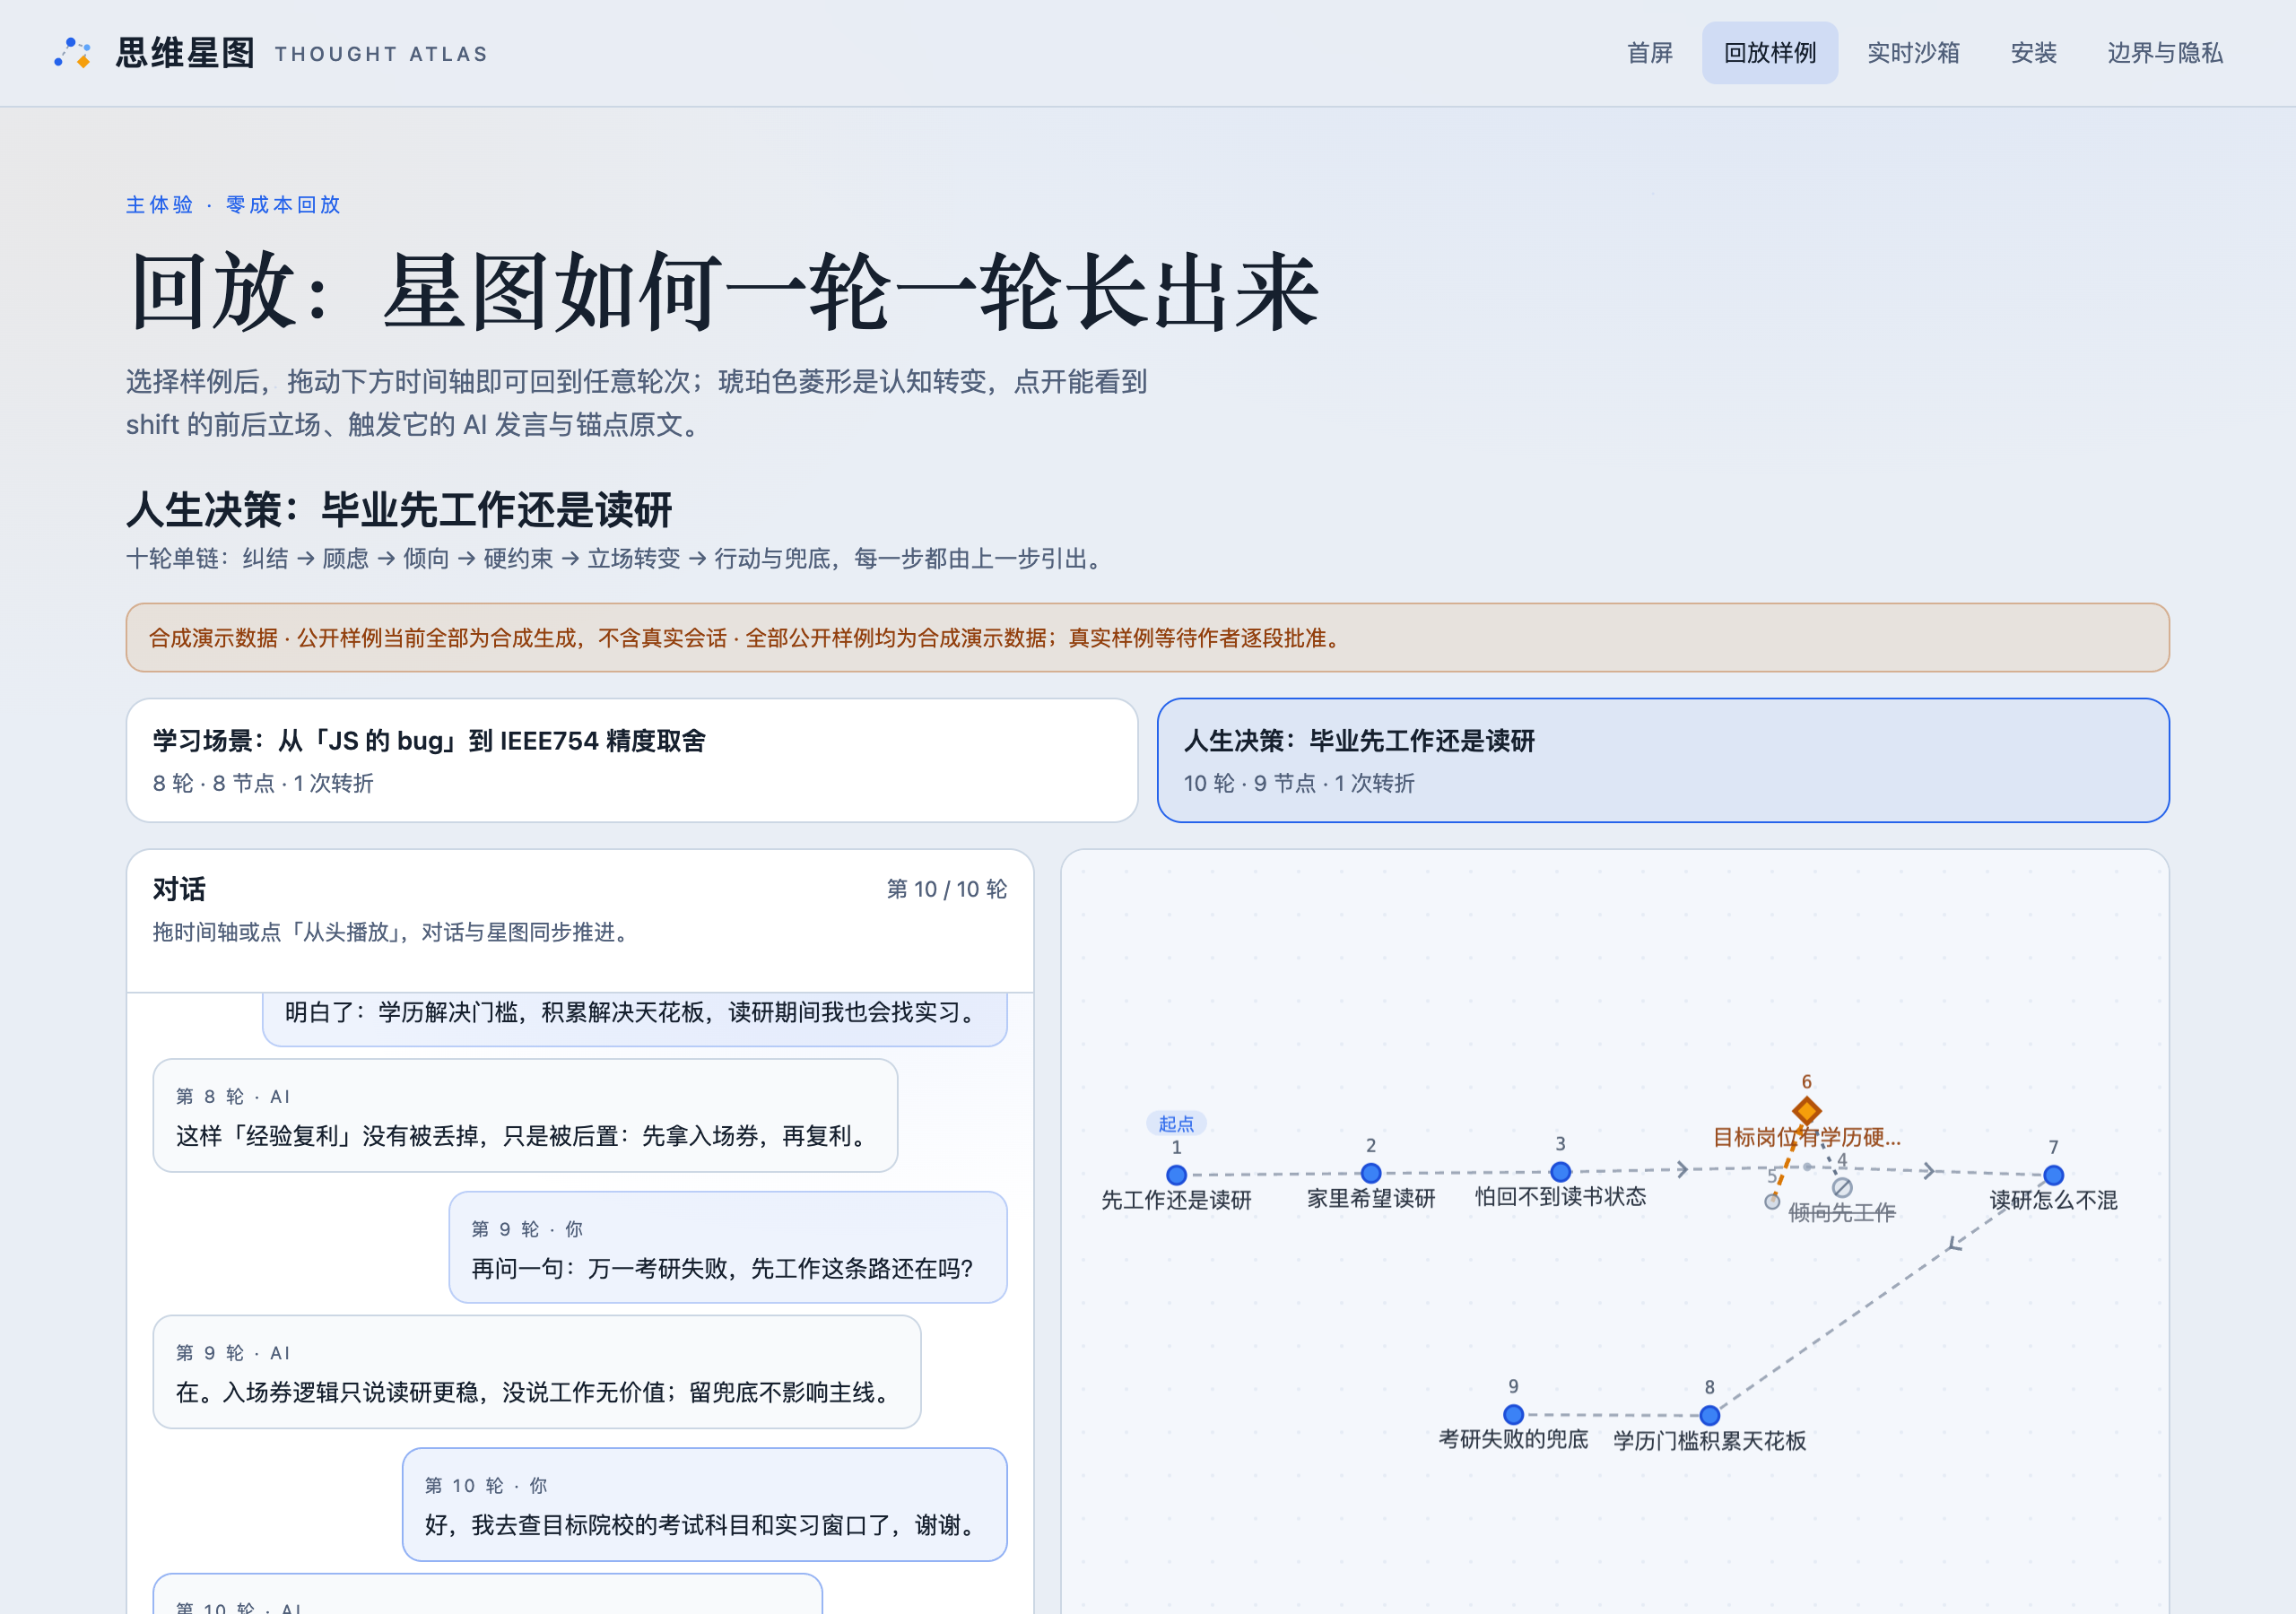 思维星图 THOUGHT ATLAS
首屏 回放样例 实时沙箱 安装 边界与隐私
主体验 · 零成本回放
回放：星图如何一轮一轮长出来
选择样例后，拖动下方时间轴即可回到任意轮次；琥珀色菱形是认知转变，点开能看到
shift 的前后立场、触发它的 AI 发言与锚点原文。
人生决策：毕业先工作还是读研
十轮单链：纠结 → 顾虑 → 倾向 → 硬约束 → 立场转变 → 行动与兜底，每一步都由上一步引出。
合成演示数据 · 公开样例当前全部为合成生成，不含真实会话 · 全部公开样例均为合成演示数据；真实样例等待作者逐段批准。
学习场景：从「JS 的 bug」到 IEEE754 精度取舍
8 轮 · 8 节点 · 1 次转折
人生决策：毕业先工作还是读研
10 轮 · 9 节点 · 1 次转折
对话
第 10 / 10 轮
拖时间轴或点「从头播放」，对话与星图同步推进。
明白了：学历解决门槛，积累解决天花板，读研期间我也会找实习。
第 8 轮 · AI
这样「经验复利」没有被丢掉，只是被后置：先拿入场券，再复利。
第 9 轮 · 你
再问一句：万一考研失败，先工作这条路还在吗？
第 9 轮 · AI
在。入场券逻辑只说读研更稳，没说工作无价值；留兜底不影响主线。
第 10 轮 · 你
好，我去查目标院校的考试科目和实习窗口了，谢谢。
第 10 轮 · AI
起点
1
先工作还是读研
2
家里希望读研
3
怕回不到读书状态
6
目标岗位有学历硬...
5
4
倾向先工作
7
读研怎么不混
9
考研失败的兜底
8
学历门槛积累天花板